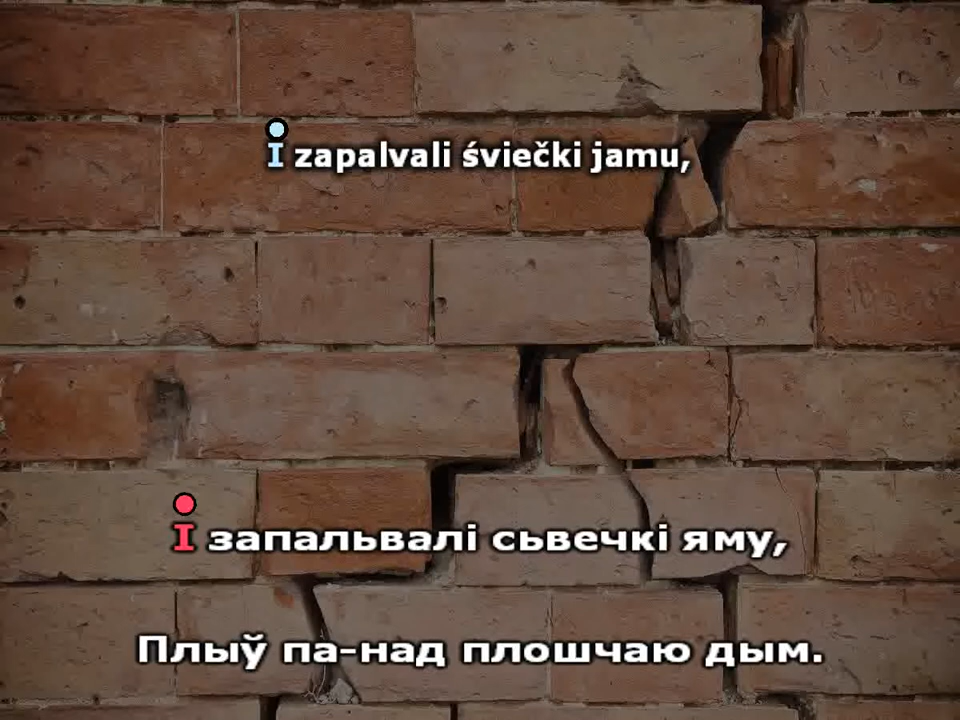 I zapalvali śviečki jamu,
І запальвалі сьвечкі яму,
Плыў па-над плошчаю дым.